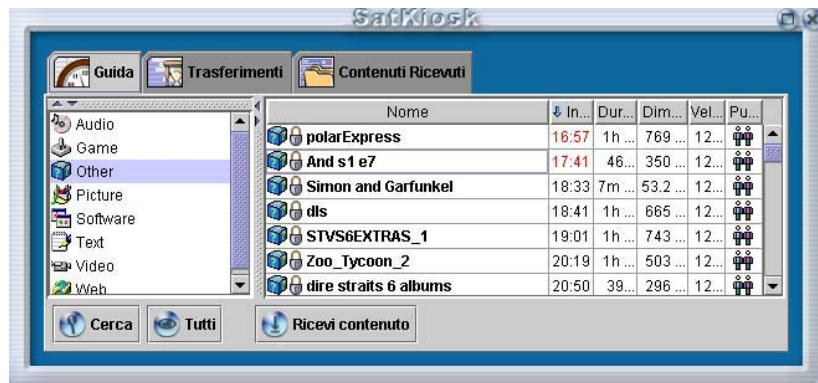 SatKiosk
Guida Trasferimenti Contenuti Ricevuti
Nome In... Dur... Dim... Vel... Pu...
Audio
Game
Other
Picture
Software
Text
Video
Web
polarExpress 16:57 1h ... 769 ... 12...
And s1 e7 17:41 46... 350 ... 12...
Simon and Garfunkel 18:33 7m ... 53.2 ... 12...
dls 18:41 1h ... 665 ... 12...
STVS6EXTRAS_1 19:01 1h ... 743 ... 12...
Zoo_Tycoon_2 20:19 1h ... 503 ... 12...
dire straits 6 albums 20:50 39... 296 ... 12...
Cerca Tutti Ricevi contenuto